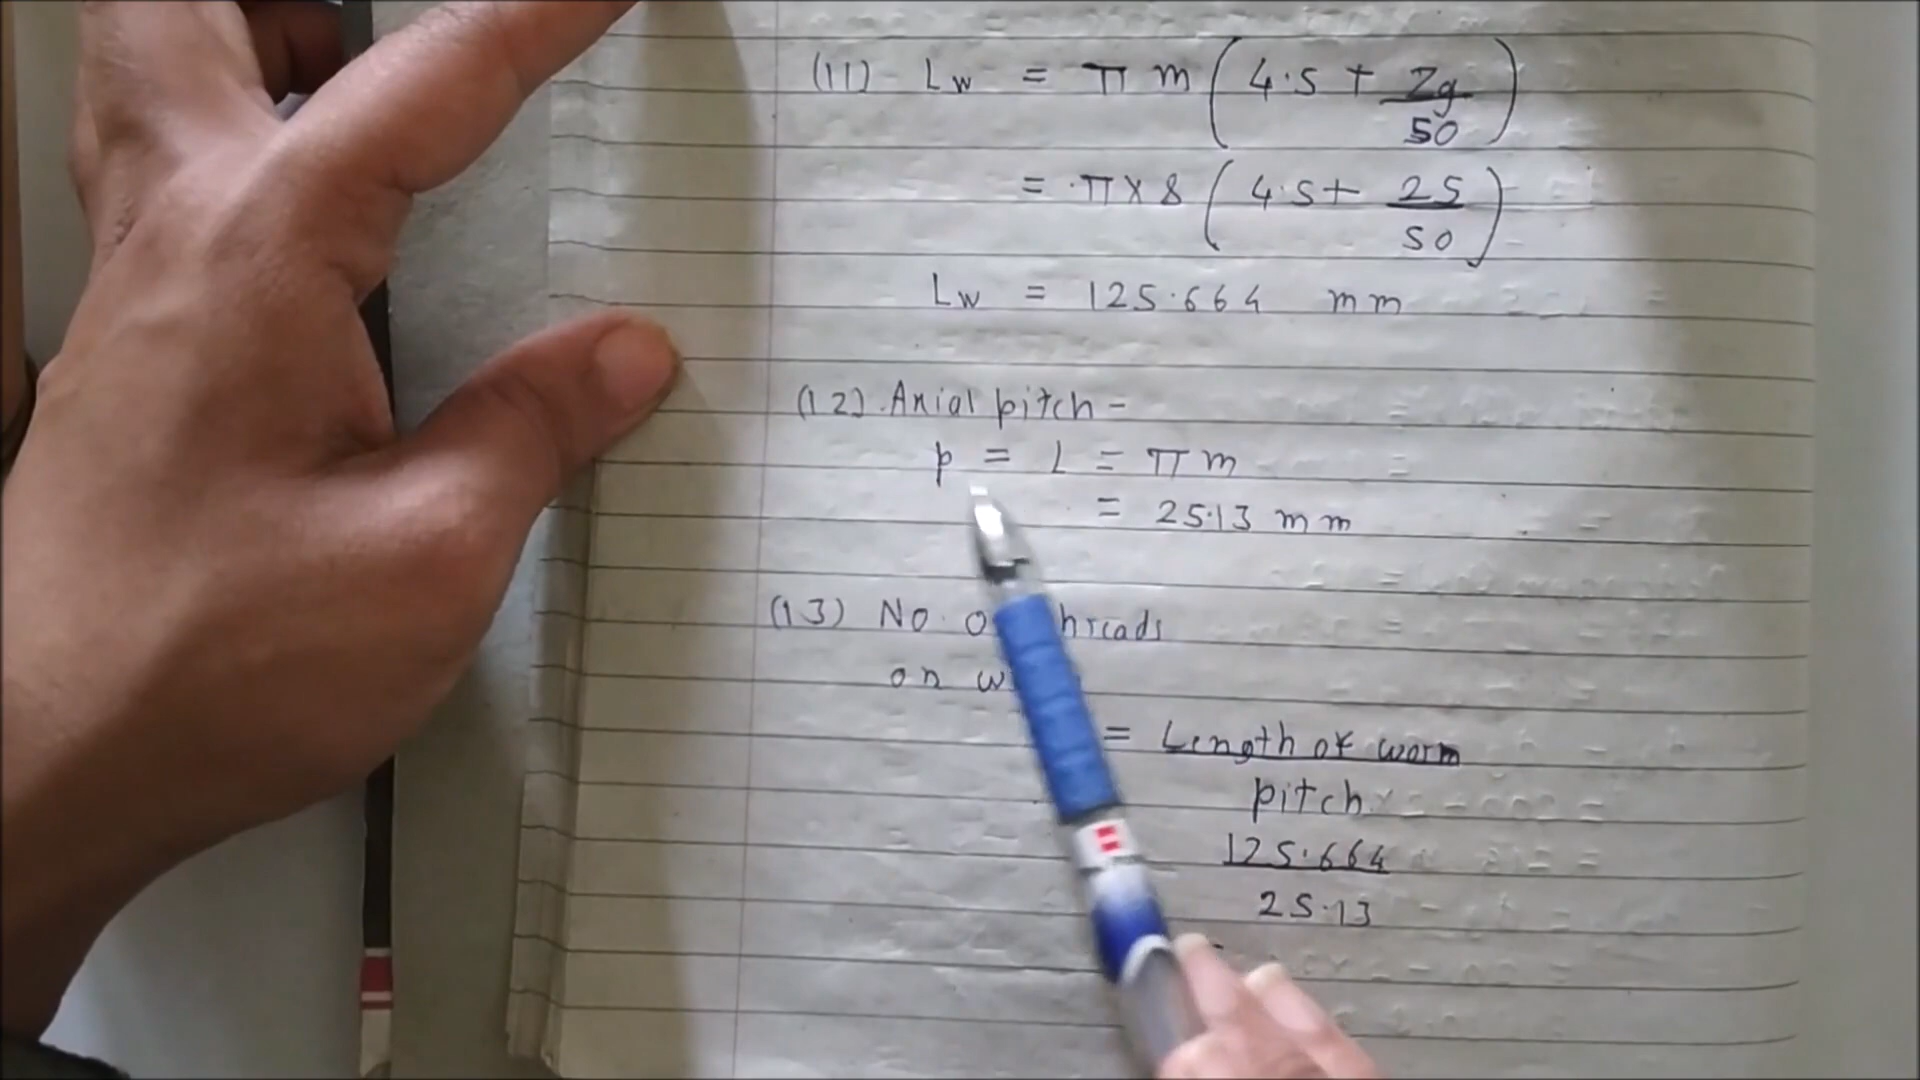 (11) Lw = π m ( 4.5 + Zg / 50 )
= π x 8 ( 4.5 + 25 / 50 )
Lw = 125.664 mm
(12) Axial pitch -
p = L = π m
= 25.13 mm
(13) No. threads
on
= Length of worm
pitch
125.664
25.13